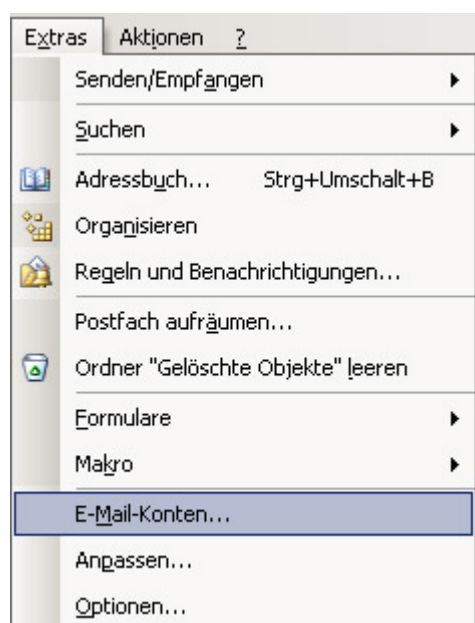 Extras Aktionen ?
Senden/Empfangen
Suchen
Adressbuch... Strg+Umschalt+B
Organisieren
Regeln und Benachrichtigungen...
Postfach aufräumen...
Ordner "Gelöschte Objekte" leeren
Formulare
Makro
E-Mail-Konten...
Anpassen...
Optionen...